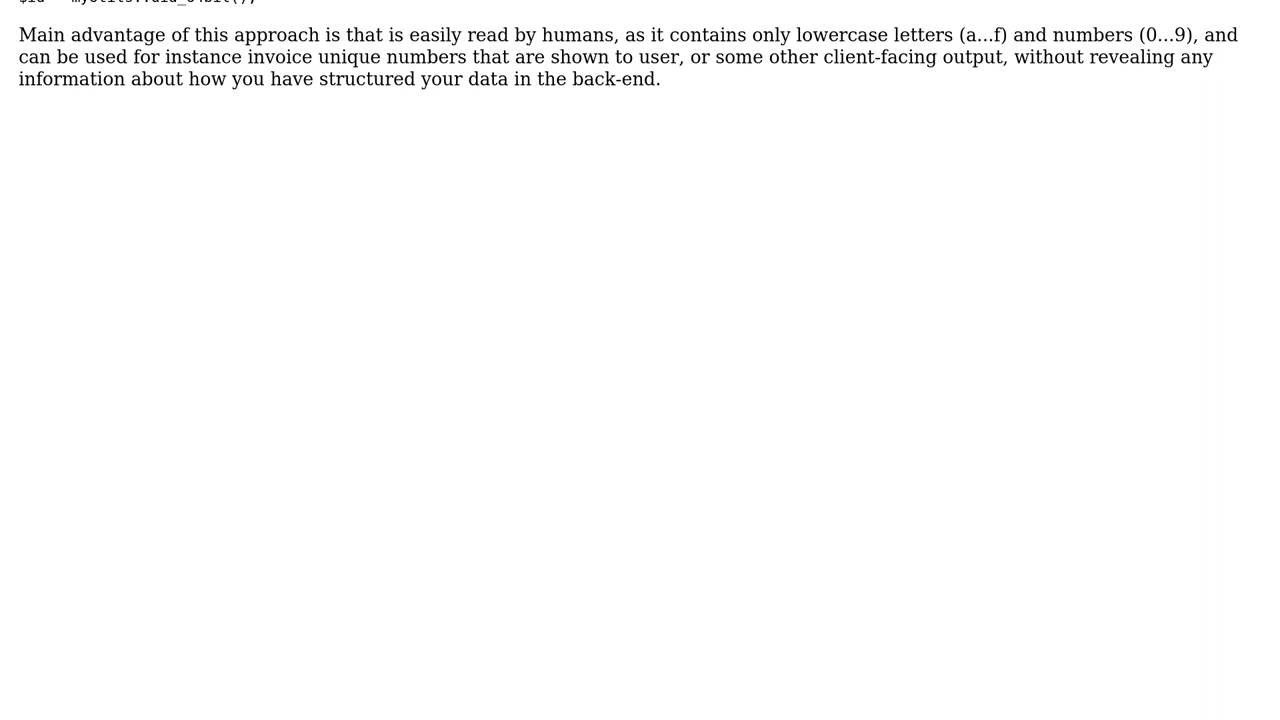 Main advantage of this approach is that is easily read by humans, as it contains only lowercase letters (a...f) and numbers (0...9), and
can be used for instance invoice unique numbers that are shown to user, or some other client-facing output, without revealing any
information about how you have structured your data in the back-end.